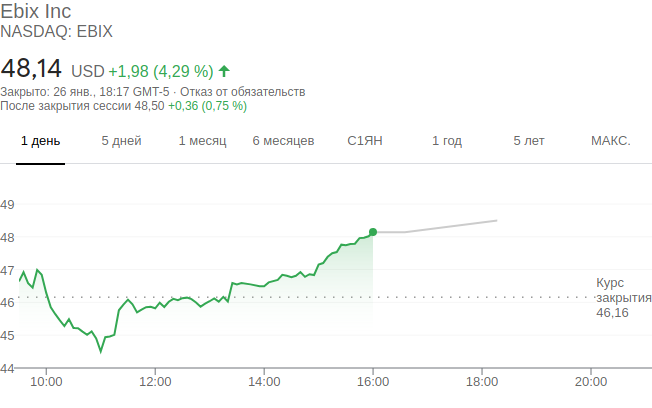 Ebix Inc
NASDAQ: EBIX
48,14 USD +1,98 (4,29 %)
Закрыто: 26 янв., 18:17 GMT-5 · Отказ от обязательств
После закрытия сессии 48,50 +0,36 (0,75 %)
1 день 5 дней 1 месяц 6 месяцев С1ЯН 1 год 5 лет МАКС.
49
48
47
46
45
44
Курс
закрытия
46,16
10:00 12:00 14:00 16:00 18:00 20:00